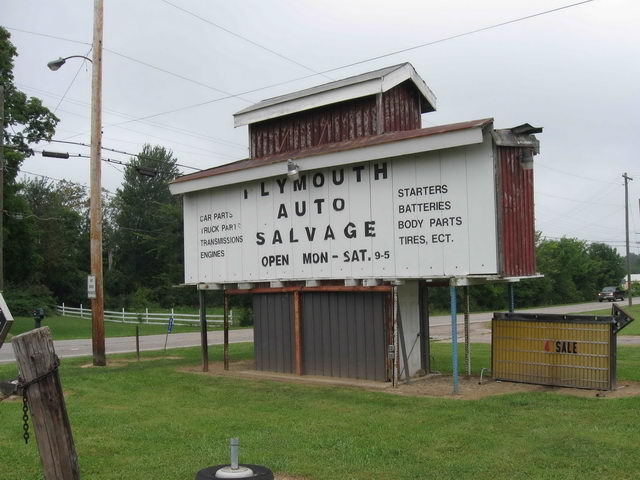 PLYMOUTH
AUTO
SALVAGE
OPEN MON - SAT. 9-5
CAR PARTS
TRUCK PARTS
TRANSMISSIONS
ENGINES
STARTERS
BATTERIES
BODY PARTS
TIRES, ECT.
4 SALE